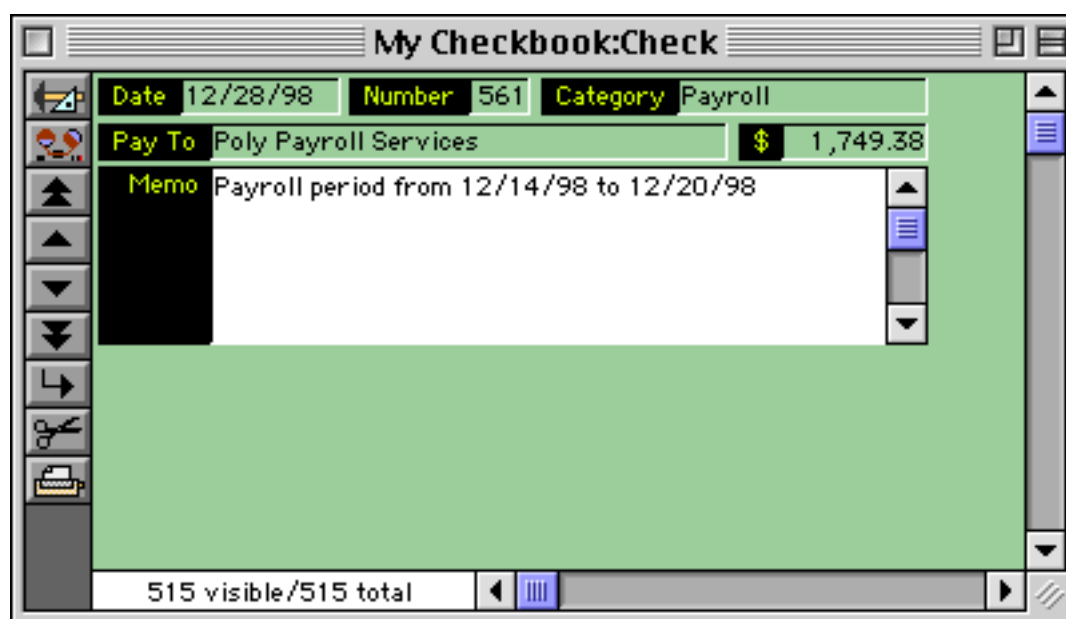 My Checkbook:Check
Date 12/28/98 Number 561 Category Payroll
Pay To Poly Payroll Services $ 1,749.38
Memo Payroll period from 12/14/98 to 12/20/98
515 visible/515 total